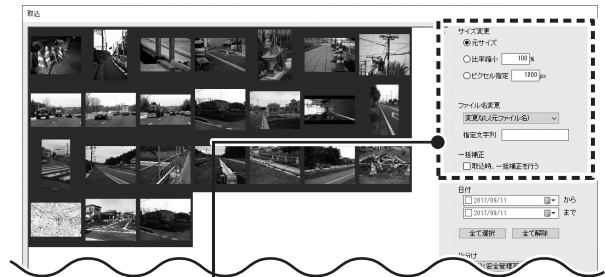 取込
サイズ変更
元サイズ
比率縮小 100 %
ピクセル指定 1000 px
ファイル名変更
変更なし(元ファイル名)
指定文字列
一括補正
取込時、一括補正を行う
日付
2017/09/11 から
2017/09/11 まで
全て選択 全て解除